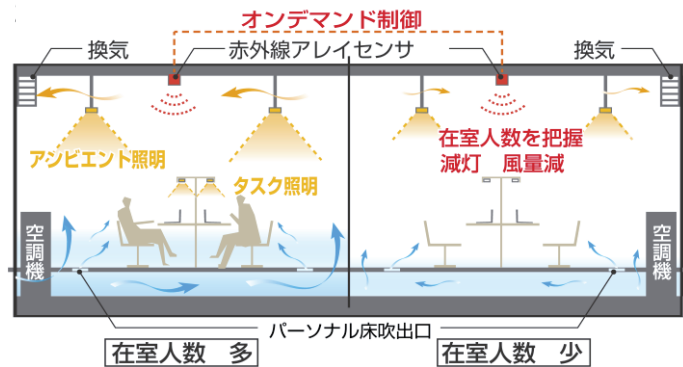 オンデマンド制御
換気
赤外線アレイセンサ
換気
アンビエント照明
タスク照明
在室人数を把握
減灯　風量減
空調機
空調機
パーソナル床吹出口
在室人数　多
在室人数　少